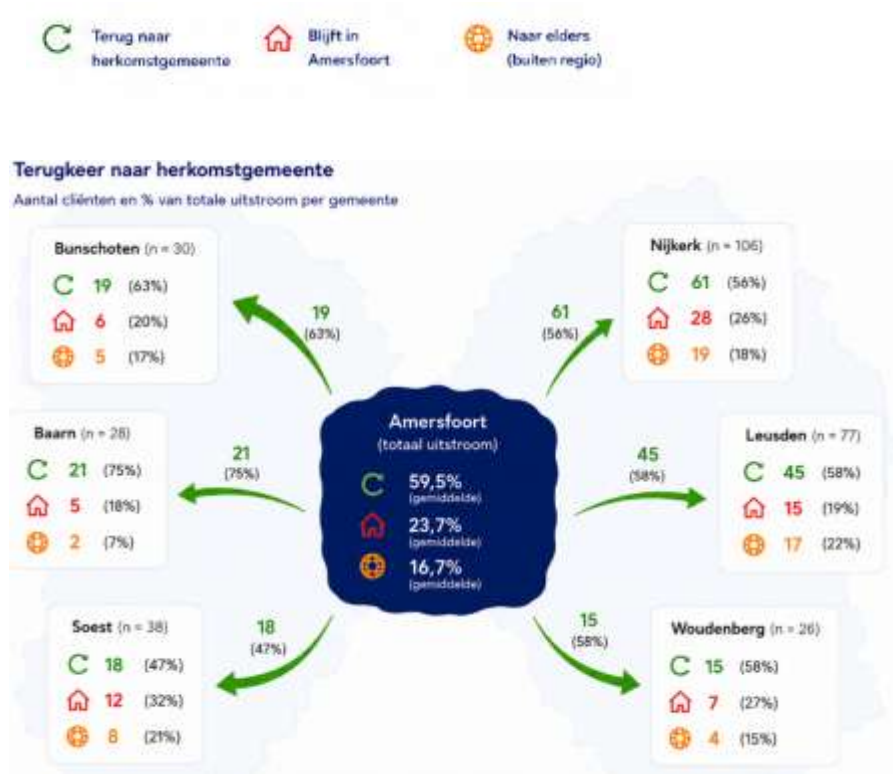 Terug naar
herkomstgemeente
Blijft in
Amersfoort
Naar elders
(buiten regio)
Terugkeer naar herkomstgemeente
Aantal cliënten en % van totale uitstroom per gemeente
Bunschoten (n = 30)
19 (63%)
6 (20%)
5 (17%)
19
(63%)
61
(56%)
Nijkerk (n = 106)
61 (56%)
28 (26%)
19 (18%)
Baarn (n = 28)
21 (75%)
5 (18%)
2 (7%)
21
(75%)
Amersfoort
(totaal uitstroom)
59,5%
(gemiddelde)
23,7%
(gemiddelde)
16,7%
(gemiddelde)
45
(58%)
Leusden (n = 77)
45 (58%)
15 (19%)
17 (22%)
Soest (n = 38)
18 (47%)
12 (32%)
8 (21%)
18
(47%)
15
(58%)
Woudenberg (n = 26)
15 (58%)
7 (27%)
4 (15%)